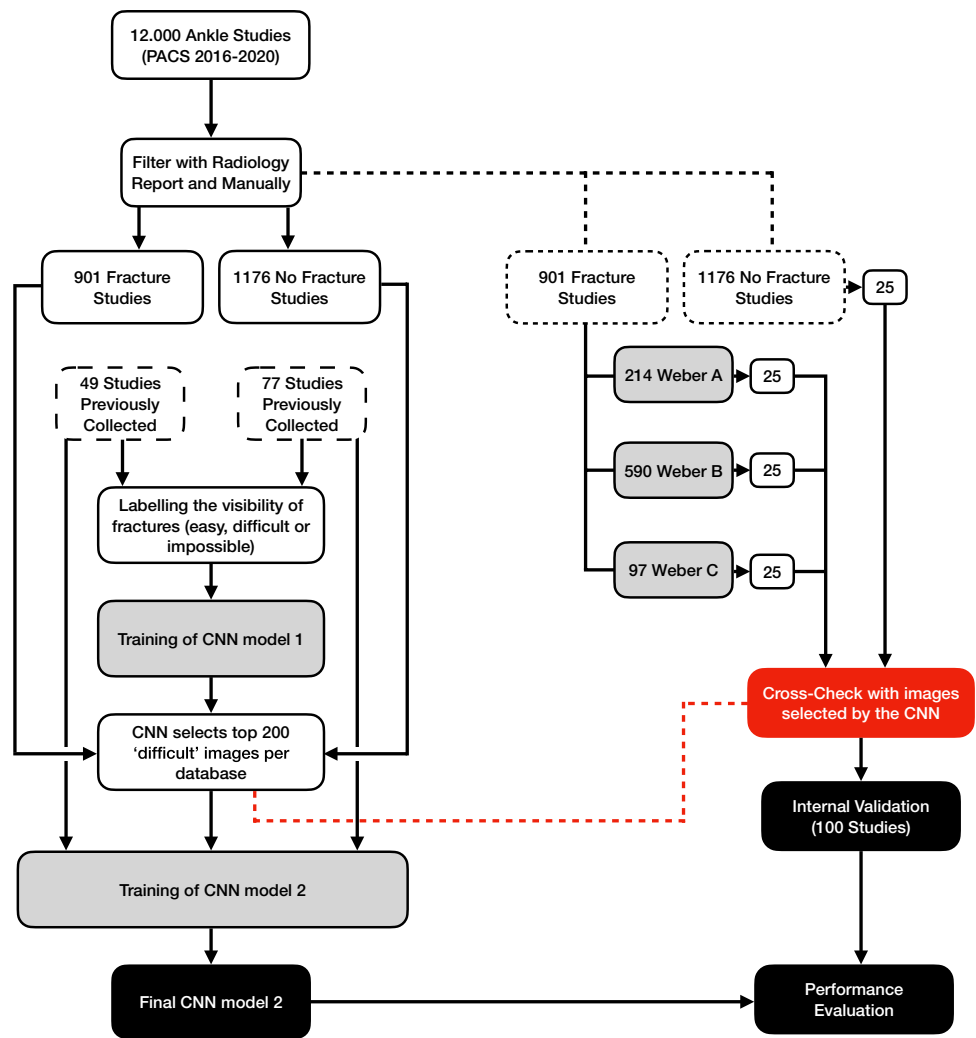 12.000 Ankle Studies
(PACS 2016-2020)
Filter with Radiology
Report and Manually
901 Fracture
Studies
1176 No Fracture
Studies
901 Fracture
Studies
1176 No Fracture
Studies
25
49 Studies
Previously
Collected
77 Studies
Previously
Collected
214 Weber A
25
590 Weber B
25
97 Weber C
25
Labelling the visibility of
fractures (easy, difficult or
impossible)
Training of CNN model 1
CNN selects top 200
‘difficult’ images per
database
Cross-Check with images
selected by the CNN
Internal Validation
(100 Studies)
Training of CNN model 2
Final CNN model 2
Performance
Evaluation